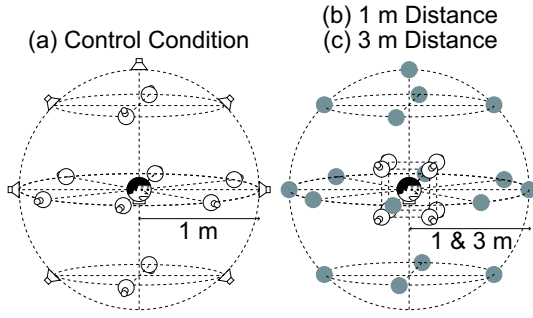 (a) Control Condition
1 m
(b) 1 m Distance
(c) 3 m Distance
1 & 3 m